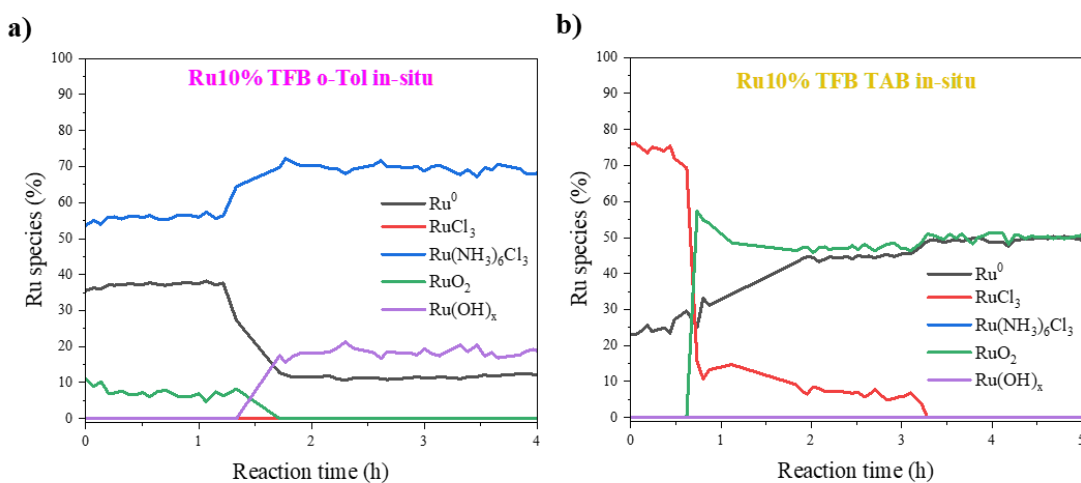 a)
Ru10% TFB o-Tol in-situ
Ru species (%)
100
90
80
70
60
50
40
30
20
10
0
Ru⁰
RuCl₃
Ru(NH₃)₆Cl₃
RuO₂
Ru(OH)ₓ
0
1
2
3
4
Reaction time (h)
b)
Ru10% TFB TAB in-situ
Ru species (%)
100
90
80
70
60
50
40
30
20
10
0
Ru⁰
RuCl₃
Ru(NH₃)₆Cl₃
RuO₂
Ru(OH)ₓ
0
1
2
3
4
5
Reaction time (h)